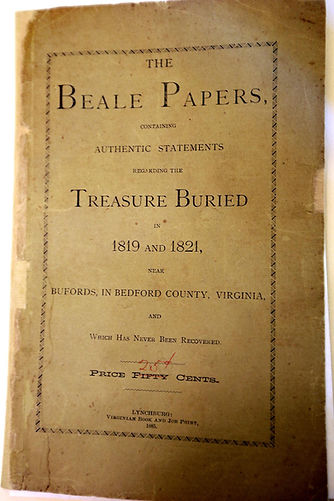 THE
BEALE PAPERS,
CONTAINING
AUTHENTIC STATEMENTS
REGARDING THE
TREASURE BURIED
IN
1819 AND 1821,
NEAR
BUFORDS, IN BEDFORD COUNTY, VIRGINIA,
AND
WHICH HAS NEVER BEEN RECOVERED.
25¢
PRICE FIFTY CENTS.
LYNCHBURG:
VIRGINIAN BOOK AND JOB PRINT,
1885.